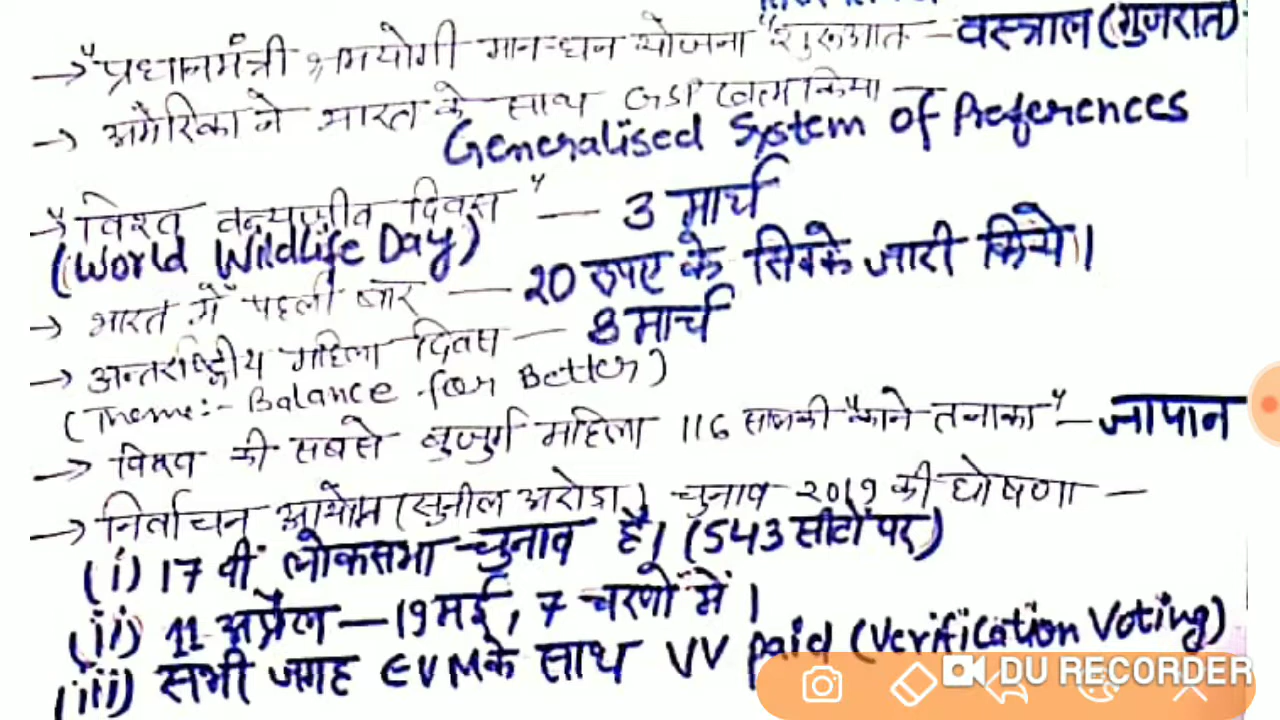 → "प्रधानमंत्री श्रमयोगी मान-धन योजना" शुरूआत - वस्त्राल (गुजरात)
→ अमेरिका ने भारत के साथ GSP खत्म किया -
Generalised System of Preferences
→ "विश्व वन्यजीव दिवस" — 3 मार्च
(World Wildlife Day)
→ भारत में पहली बार — 20 रुपए के सिक्के जारी किये।
→ अन्तर्राष्ट्रीय महिला दिवस — 8 मार्च
(Theme:- Balance for Better)
→ विश्व की सबसे बुजुर्ग महिला 116 साल की "काने तनाका" - जापान
→ निर्वाचन आयोग (सुनील अरोड़ा) चुनाव 2019 की घोषणा —
(i) 17 वीं लोकसभा चुनाव है। (543 सीटों पर)
(ii) 11 अप्रैल — 19 मई, 7 चरणों में।
(iii) सभी जगह EVM के साथ VV paid (Verification Voting)
DU RECORDER